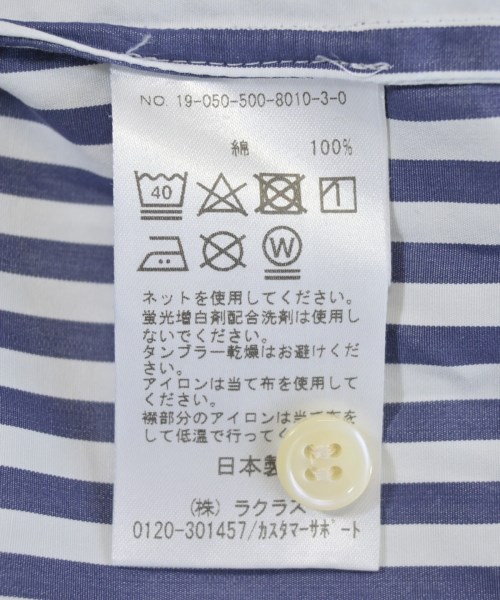 NO. 19-050-500-8010-3-0
綿 100%
40
W
ネットを使用してください。
蛍光増白剤配合洗剤は使用し
ないでください。
タンブラー乾燥はお避けくだ
さい。
アイロンは当て布を使用して
ください。
襟部分のアイロンは当て布を
して低温で行ってく
日本製
(株) ラクラス
0120-301457/カスタマーサポート